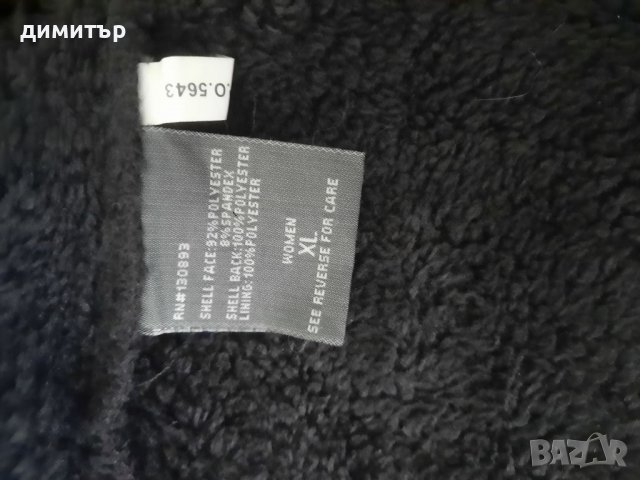 димитър
.O.5643
RN#130893
SHELL FACE:92%POLYESTER
8%SPANDEX
SHELL BACK:100%POLYESTER
LINING:100%POLYESTER
WOMEN
XL
SEE REVERSE FOR CARE
BAZAR